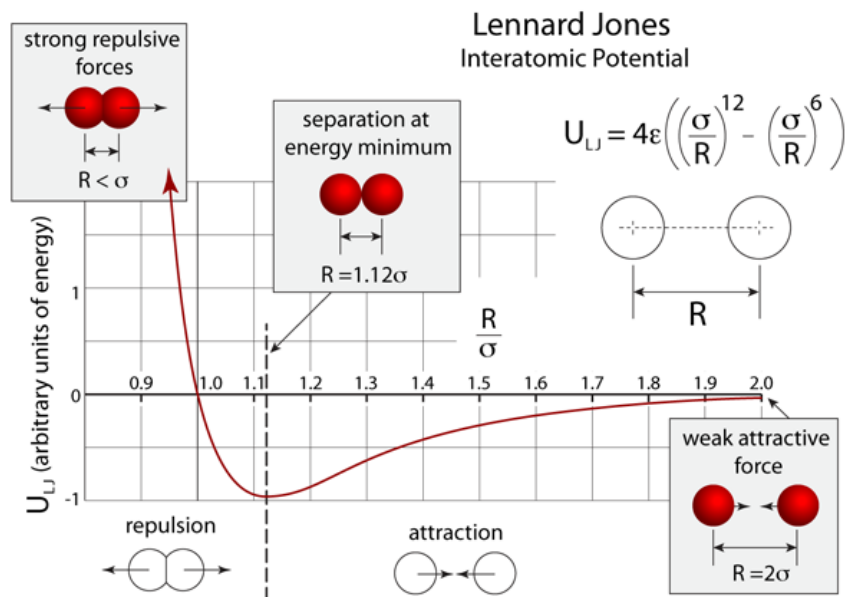 Lennard Jones
Interatomic Potential
strong repulsive
forces
R < σ
separation at
energy minimum
R =1.12σ
U_LJ = 4ε((σ/R)^12 - (σ/R)^6)
R
R/σ
U_LJ (arbitrary units of energy)
1
0
-1
0.9 1.0 1.1 1.2 1.3 1.4 1.5 1.6 1.7 1.8 1.9 2.0
weak attractive
force
R =2σ
repulsion
attraction